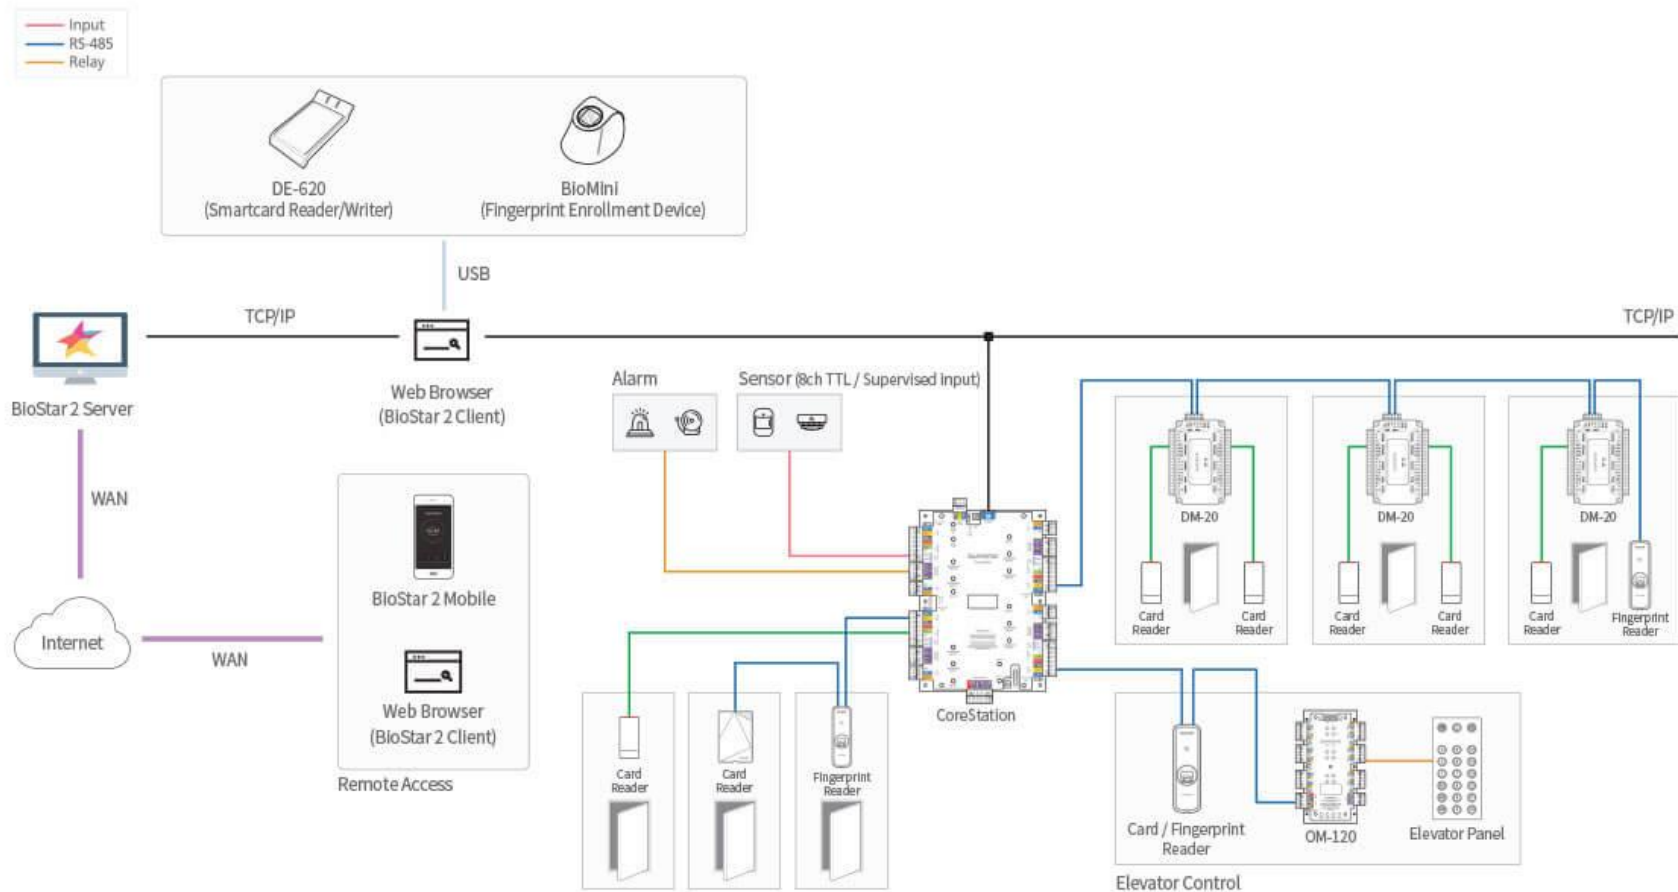 Input
RS-485
Relay
DE-620
(Smartcard Reader/Writer)
BioMini
(Fingerprint Enrollment Device)
USB
TCP/IP
TCP/IP
BioStar 2 Server
Web Browser
(BioStar 2 Client)
Alarm
Sensor (8ch TTL / Supervised Input)
WAN
DM-20
DM-20
DM-20
BioStar 2 Mobile
Card
Reader
Card
Reader
Card
Reader
Card
Reader
Card
Reader
Fingerprint
Reader
Internet
WAN
Web Browser
(BioStar 2 Client)
Remote Access
CoreStation
Card
Reader
Card
Reader
Fingerprint
Reader
Card / Fingerprint
Reader
OM-120
Elevator Panel
Elevator Control